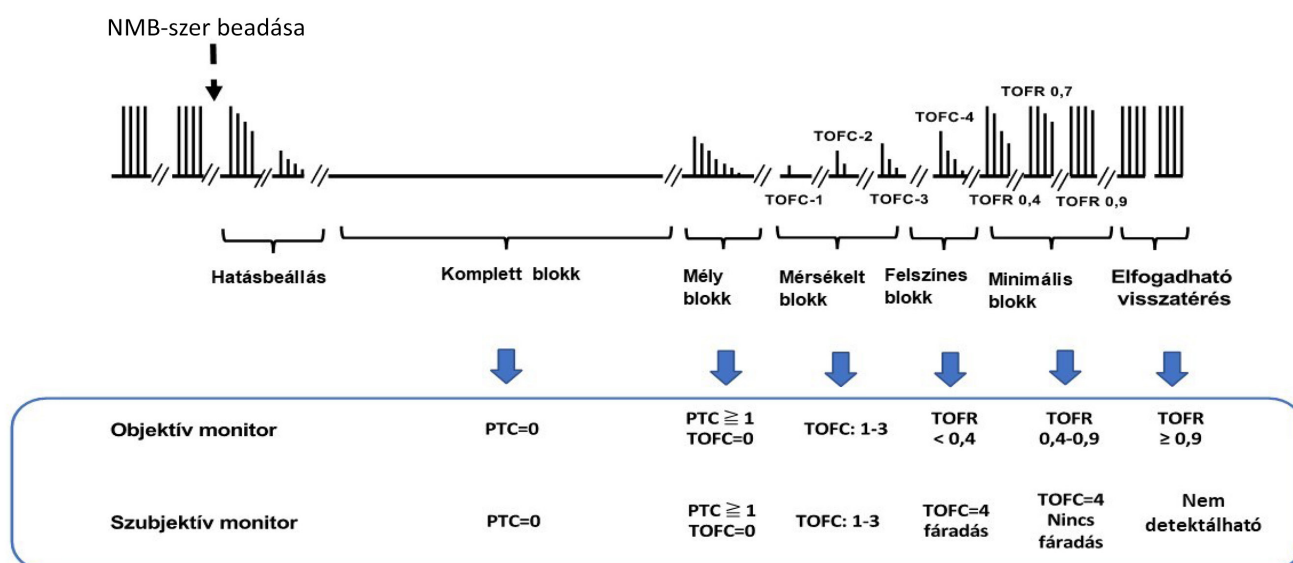 NMB-szer beadása
TOFR 0,7
TOFC-4
TOFC-2
TOFC-1
TOFC-3
TOFR 0,4
TOFR 0,9
Hatásbeállás
Komplett blokk
Mély
blokk
Mérsékelt
blokk
Felszínes
blokk
Minimális
blokk
Elfogadható
visszatérés
Objektív monitor
PTC=0
PTC ≧ 1
TOFC=0
TOFC: 1-3
TOFR
< 0,4
TOFR
0,4-0,9
TOFR
≥ 0,9
Szubjektív monitor
PTC=0
PTC ≧ 1
TOFC=0
TOFC: 1-3
TOFC=4
fáradás
TOFC=4
Nincs
fáradás
Nem
detektálható